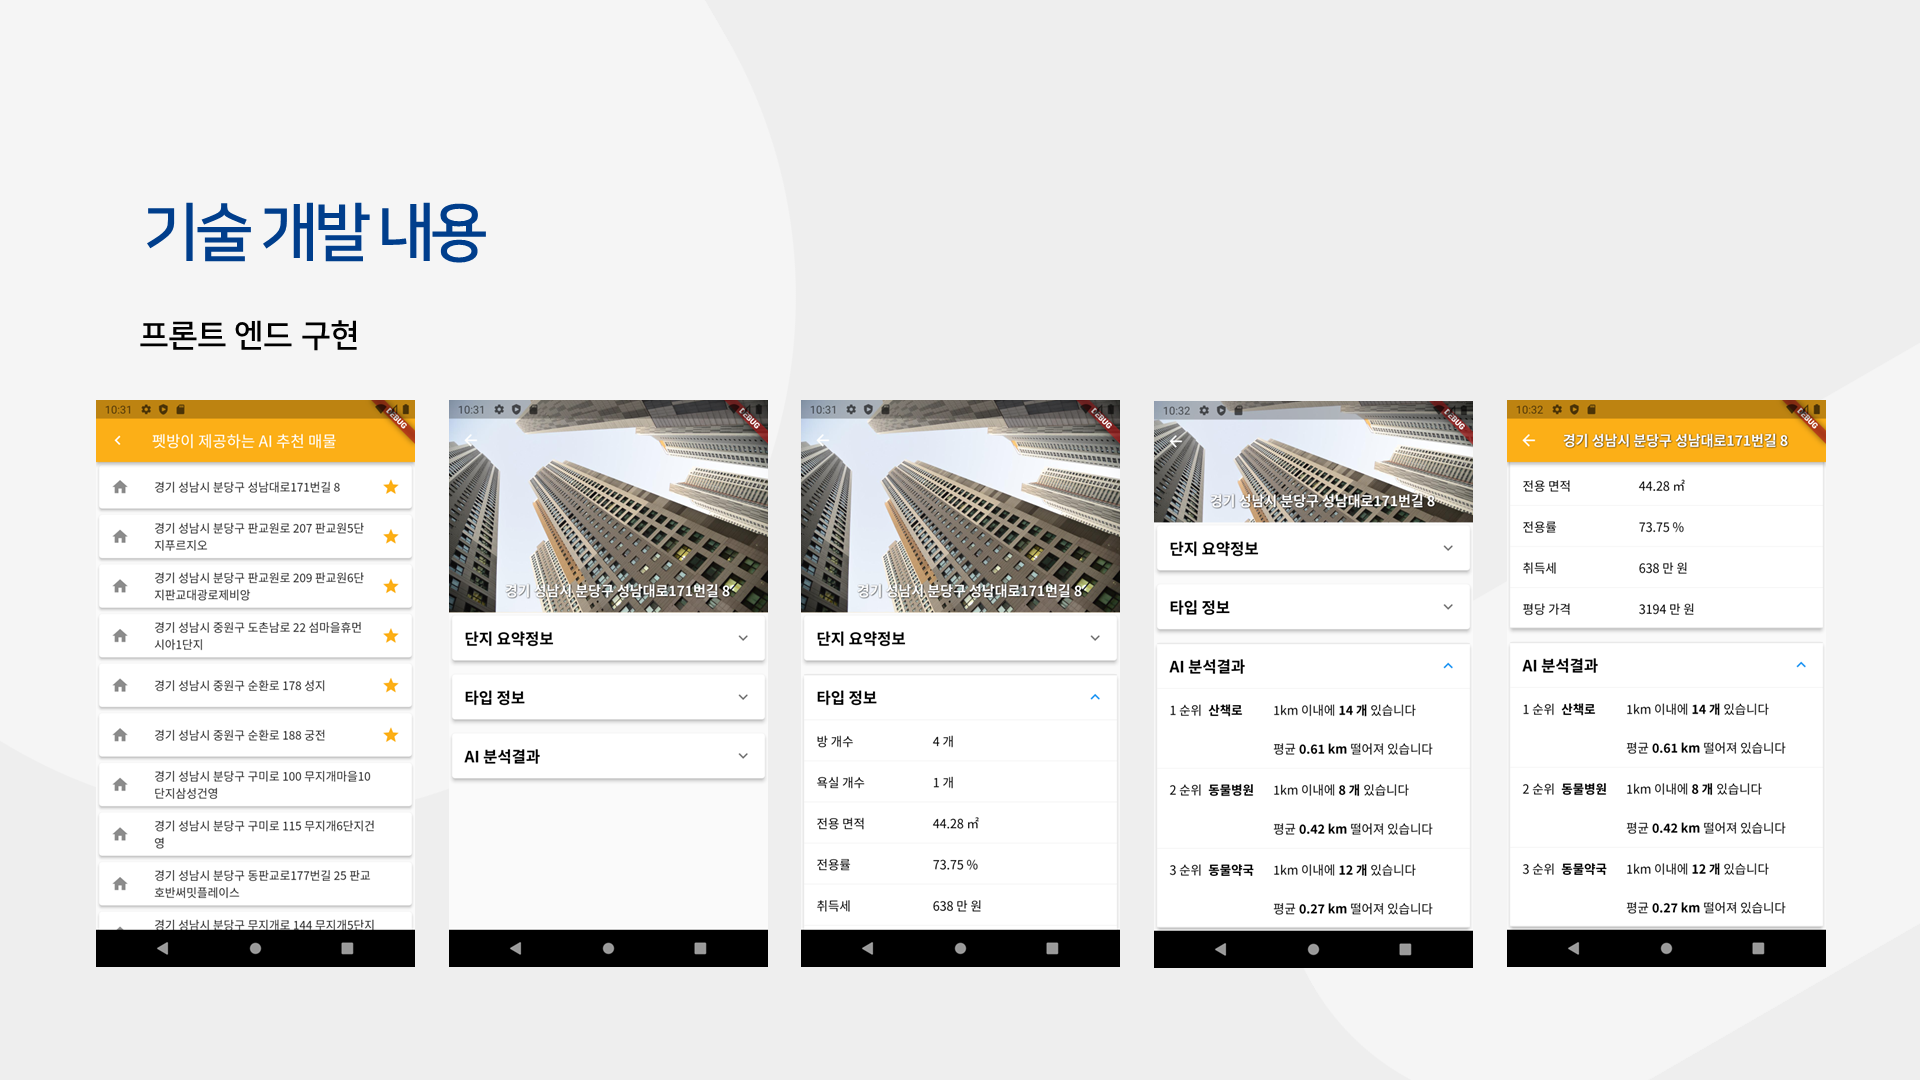 기술 개발 내용
프론트 엔드 구현
10:31
DEBUG
펫방이 제공하는 AI 추천 매물
경기 성남시 분당구 성남대로171번길 8
경기 성남시 분당구 판교원로 207 판교원5단
지푸르지오
경기 성남시 분당구 판교원로 209 판교원6단
지판교대광로제비앙
경기 성남시 중원구 도촌남로 22 섬마을휴먼
시아1단지
경기 성남시 중원구 순환로 178 성지
경기 성남시 중원구 순환로 188 궁전
경기 성남시 분당구 구미로 100 무지개마을10
단지삼성건영
경기 성남시 분당구 구미로 115 무지개6단지건
영
경기 성남시 분당구 동판교로177번길 25 판교
호반써밋플레이스
경기 성남시 분당구 무지개로 144 무지개5단지
10:31
DEBUG
경기 성남시 분당구 성남대로171번길 8
단지 요약정보
타입 정보
AI 분석결과
10:31
DEBUG
경기 성남시 분당구 성남대로171번길 8
단지 요약정보
타입 정보
방 개수 4 개
욕실 개수 1 개
전용 면적 44.28 ㎡
전용률 73.75 %
취득세 638 만 원
10:32
DEBUG
경기 성남시 분당구 성남대로171번길 8
단지 요약정보
타입 정보
AI 분석결과
1 순위 산책로 1km 이내에 14 개 있습니다
평균 0.61 km 떨어져 있습니다
2 순위 동물병원 1km 이내에 8 개 있습니다
평균 0.42 km 떨어져 있습니다
3 순위 동물약국 1km 이내에 12 개 있습니다
평균 0.27 km 떨어져 있습니다
10:32
DEBUG
경기 성남시 분당구 성남대로171번길 8
전용 면적 44.28 ㎡
전용률 73.75 %
취득세 638 만 원
평당 가격 3194 만 원
AI 분석결과
1 순위 산책로 1km 이내에 14 개 있습니다
평균 0.61 km 떨어져 있습니다
2 순위 동물병원 1km 이내에 8 개 있습니다
평균 0.42 km 떨어져 있습니다
3 순위 동물약국 1km 이내에 12 개 있습니다
평균 0.27 km 떨어져 있습니다